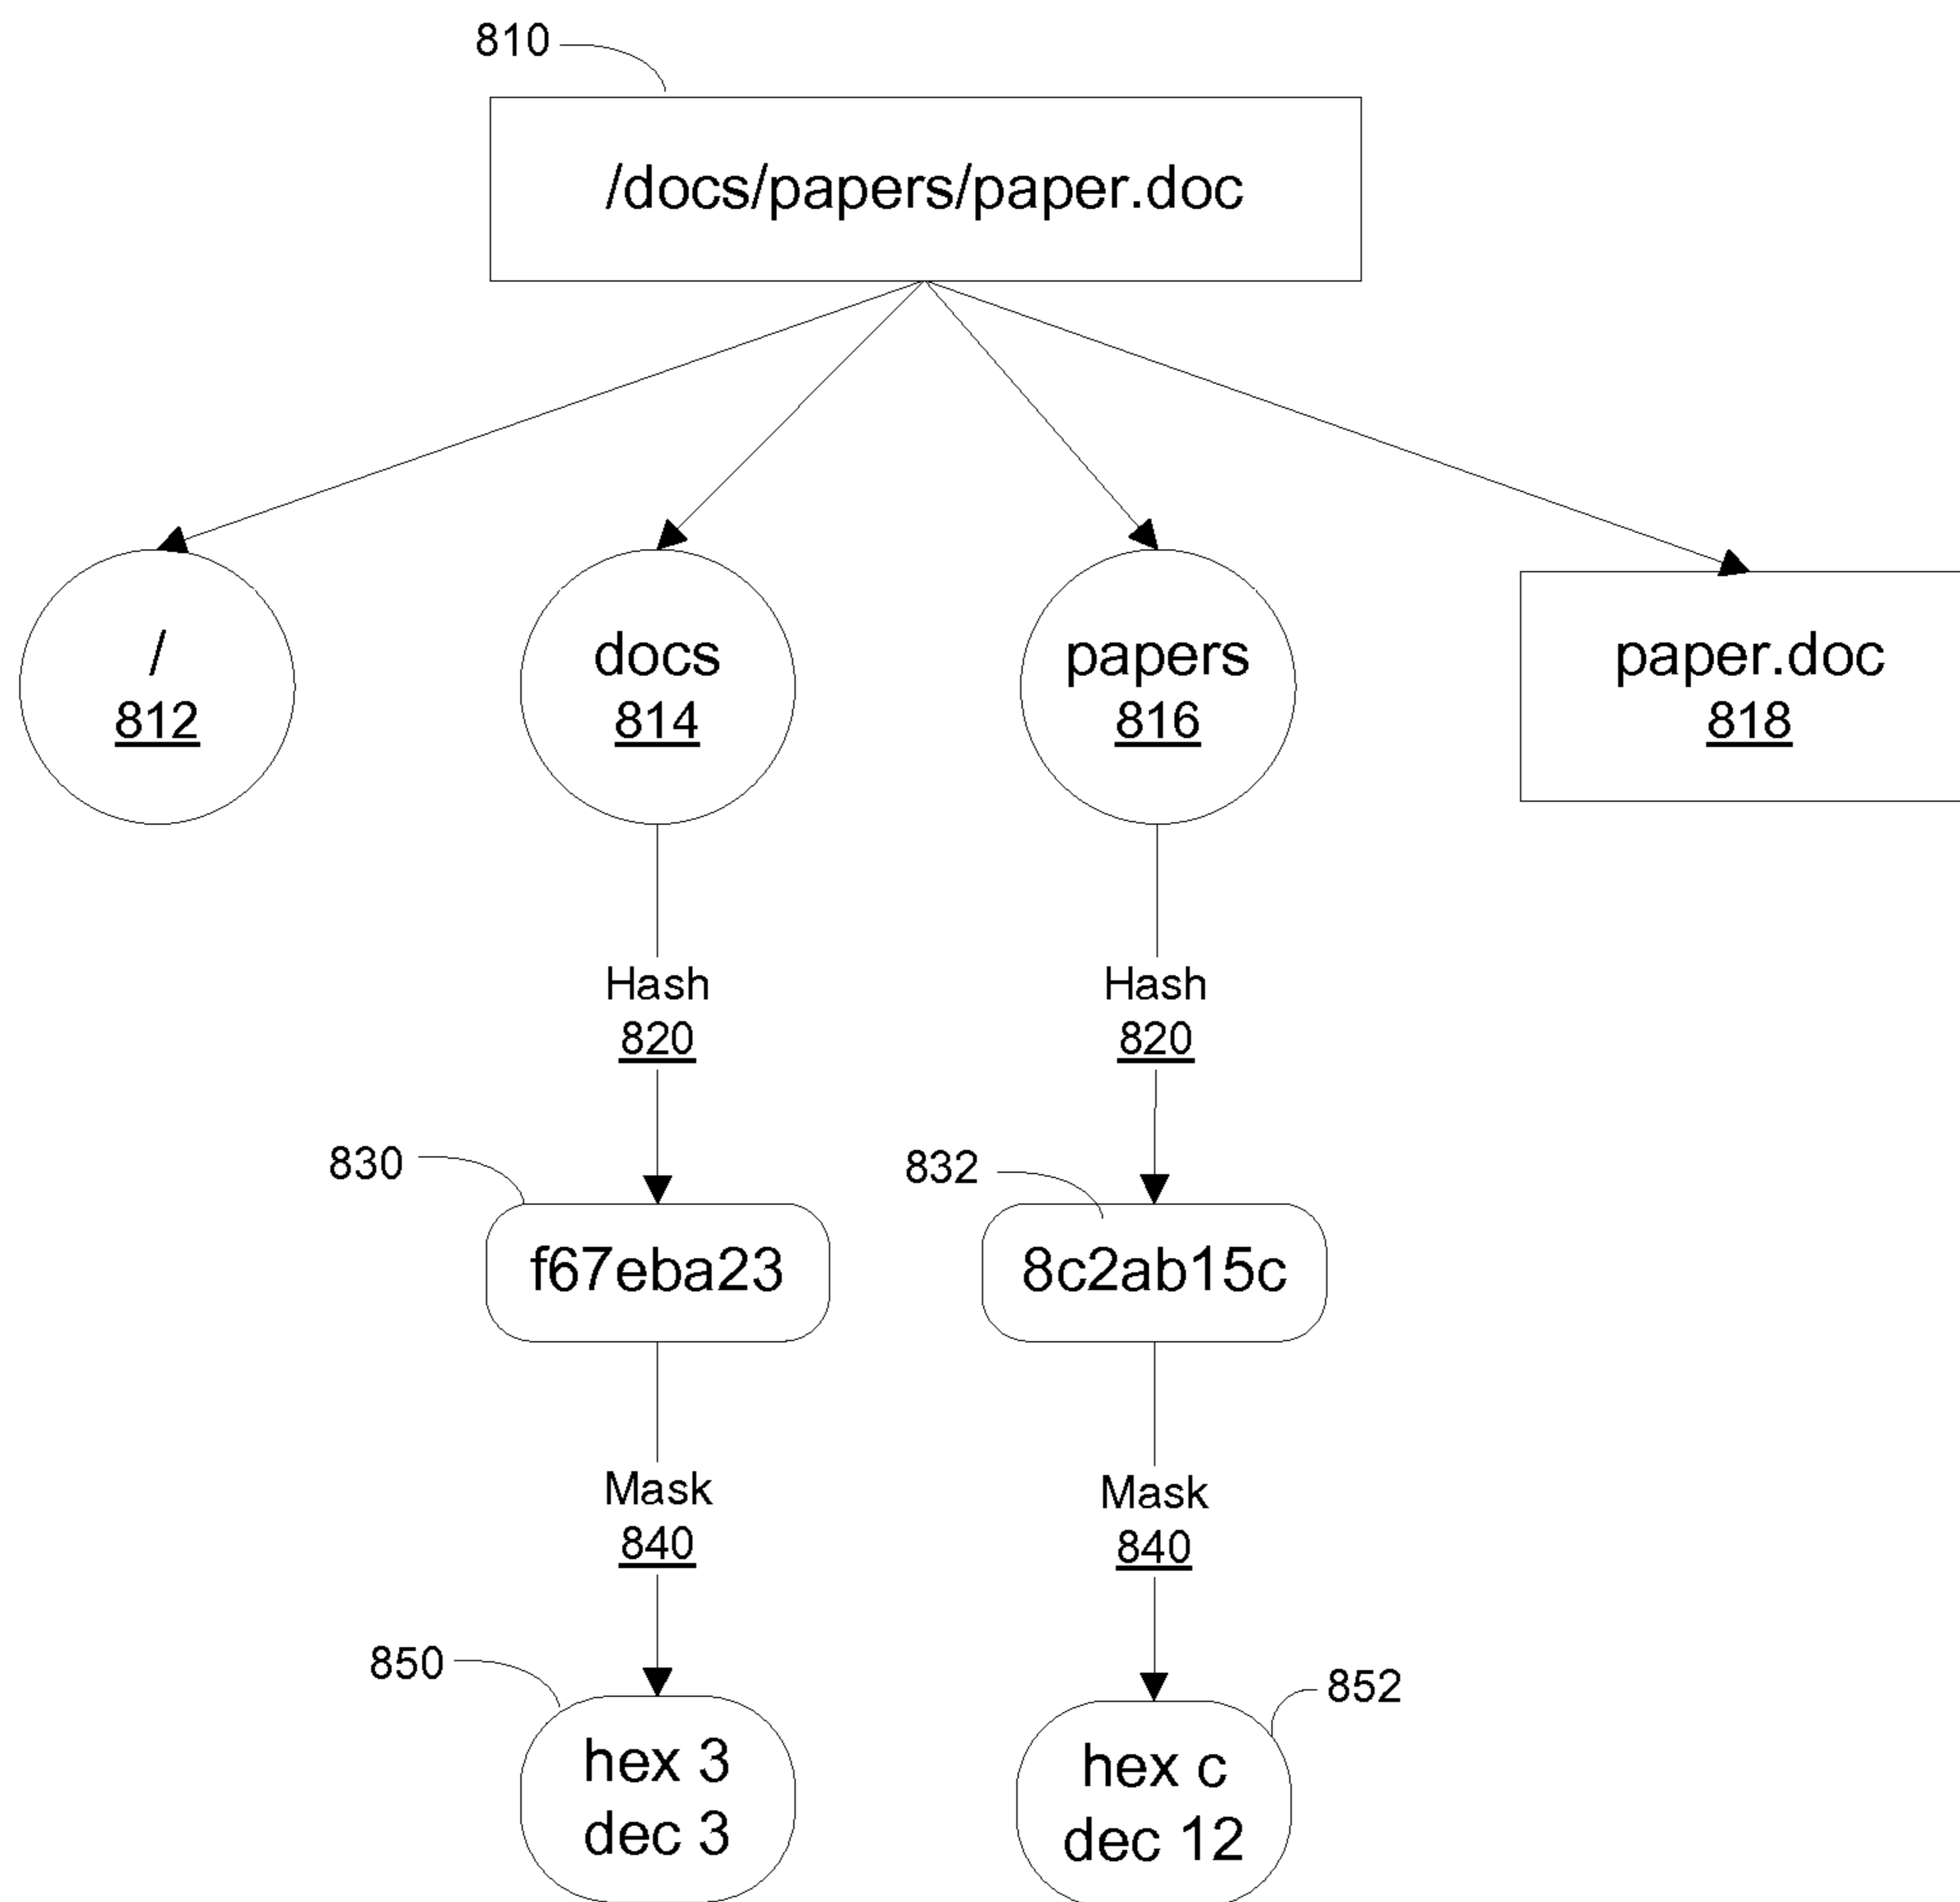 810
/docs/papers/paper.doc
/
812
docs
814
papers
816
paper.doc
818
Hash
820
Hash
820
830
832
f67eba23
8c2ab15c
Mask
840
Mask
840
850
852
hex 3
dec 3
hex c
dec 12